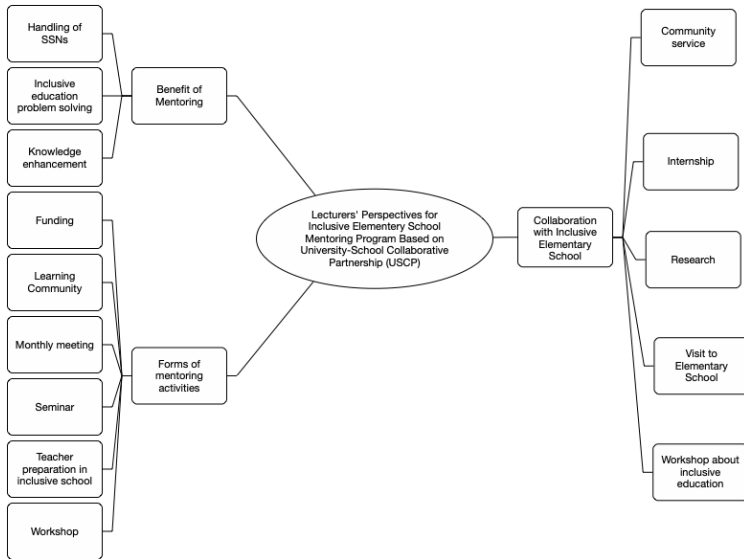 Handling of
SSNs
Inclusive
education
problem solving
Knowledge
enhancement
Benefit of
Mentoring
Funding
Learning
Community
Monthly meeting
Seminar
Teacher
preparation in
inclusive school
Workshop
Forms of
mentoring
activities
Lecturers' Perspectives for
Inclusive Elementery School
Mentoring Program Based on
University-School Collaborative
Partnership (USCP)
Collaboration
with Inclusive
Elementary
School
Community
service
Internship
Research
Visit to
Elementary
School
Workshop about
inclusive
education